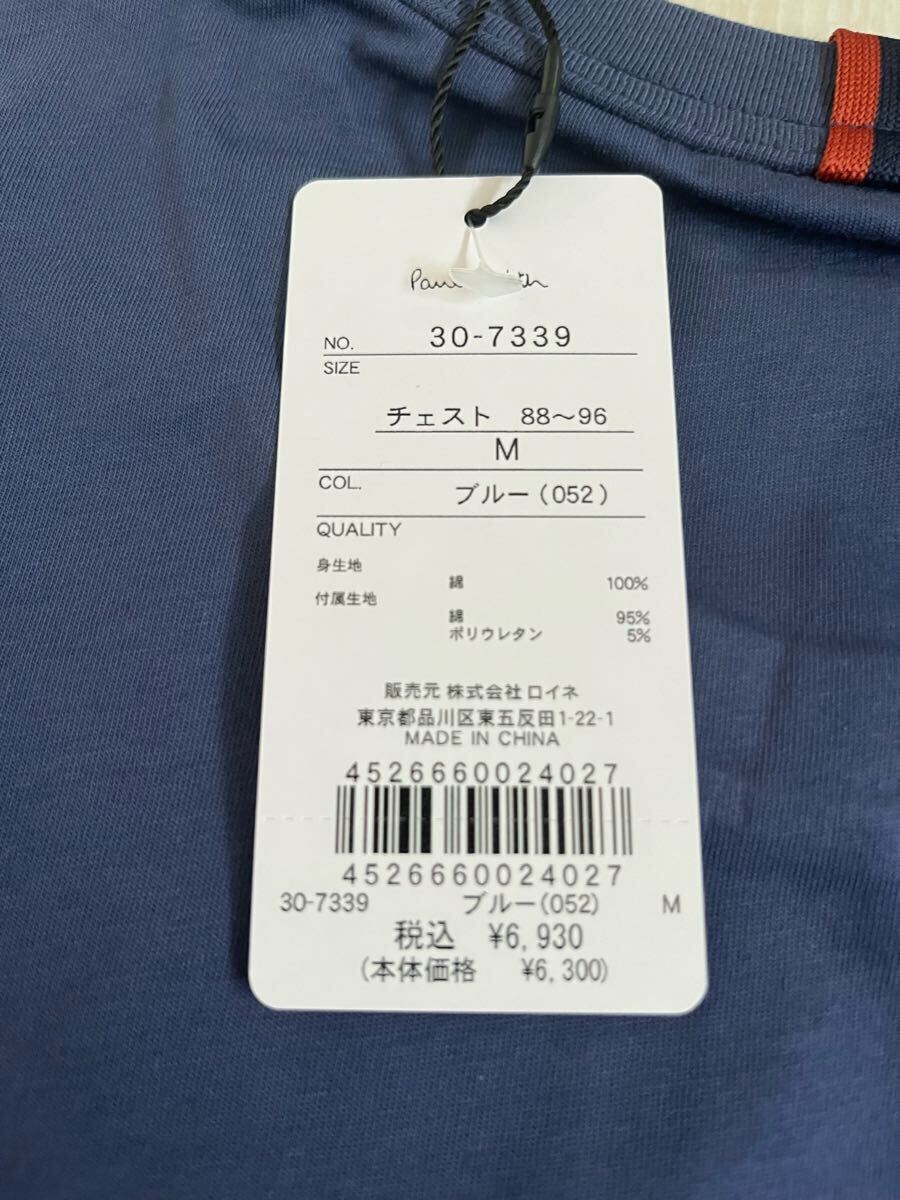 Paul Smith
NO. 30-7339
SIZE
チェスト 88〜96
M
COL. ブルー(052)
QUALITY
身生地
綿 100%
付属生地
綿 95%
ポリウレタン 5%
販売元 株式会社 ロイネ
東京都品川区東五反田1-22-1
MADE IN CHINA
4526660024027
4526660024027
30-7339 ブルー(052) M
税込 ¥6,930
(本体価格 ¥6,300)